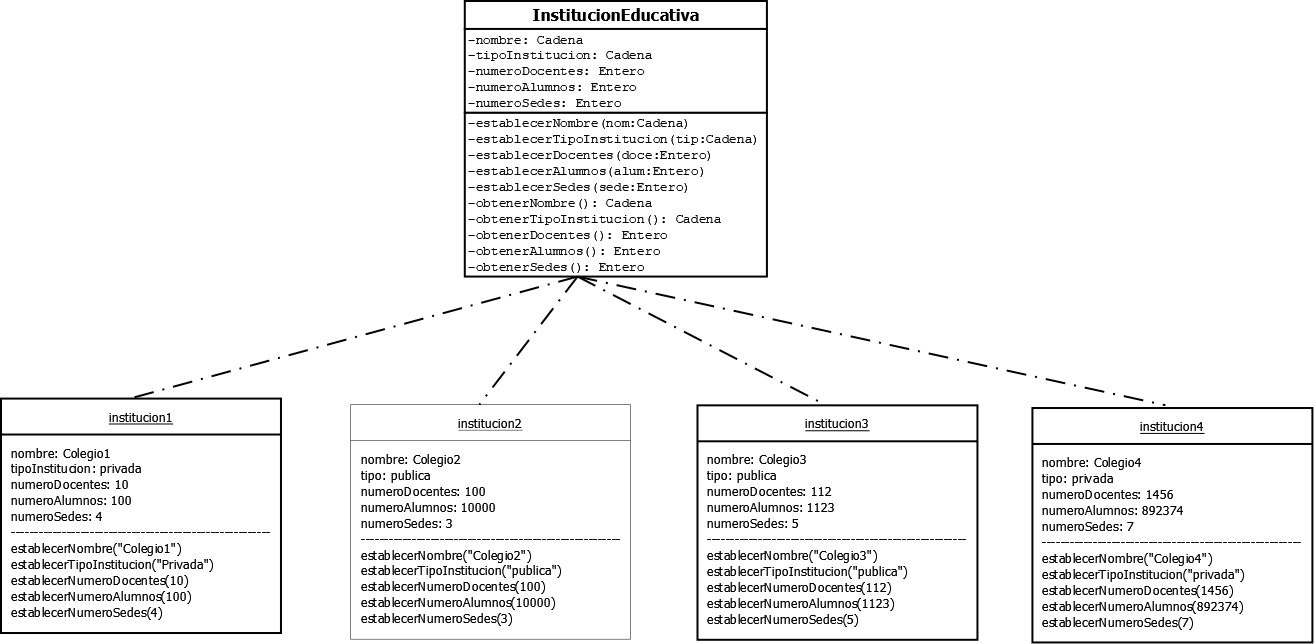 InstitucionEducativa
-nombre: Cadena
-tipoInstitucion: Cadena
-numeroDocentes: Entero
-numeroAlumnos: Entero
-numeroSedes: Entero
-establecerNombre(nom:Cadena)
-establecerTipoInstitucion(tip:Cadena)
-establecerDocentes(doce:Entero)
-establecerAlumnos(alum:Entero)
-establecerSedes(sede:Entero)
-obtenerNombre(): Cadena
-obtenerTipoInstitucion(): Cadena
-obtenerDocentes(): Entero
-obtenerAlumnos(): Entero
-obtenerSedes(): Entero
institucion1
nombre: Colegio1
tipoInstitucion: privada
numeroDocentes: 10
numeroAlumnos: 100
numeroSedes: 4
establecerNombre("Colegio1")
establecerTipoInstitucion("Privada")
establecerNumeroDocentes(10)
establecerNumeroAlumnos(100)
establecerNumeroSedes(4)
institucion2
nombre: Colegio2
tipo: publica
numeroDocentes: 100
numeroAlumnos: 10000
numeroSedes: 3
establecerNombre("Colegio2")
establecerTipoInstitucion("publica")
establecerNumeroDocentes(100)
establecerNumeroAlumnos(10000)
establecerNumeroSedes(3)
institucion3
nombre: Colegio3
tipo: publica
numeroDocentes: 112
numeroAlumnos: 1123
numeroSedes: 5
establecerNombre("Colegio3")
establecerTipoInstitucion("publica")
establecerNumeroDocentes(112)
establecerNumeroAlumnos(1123)
establecerNumeroSedes(5)
institucion4
nombre: Colegio4
tipo: privada
numeroDocentes: 1456
numeroAlumnos: 892374
numeroSedes: 7
establecerNombre("Colegio4")
establecerTipoInstitucion("privada")
establecerNumeroDocentes(1456)
establecerNumeroAlumnos(892374)
establecerNumeroSedes(7)